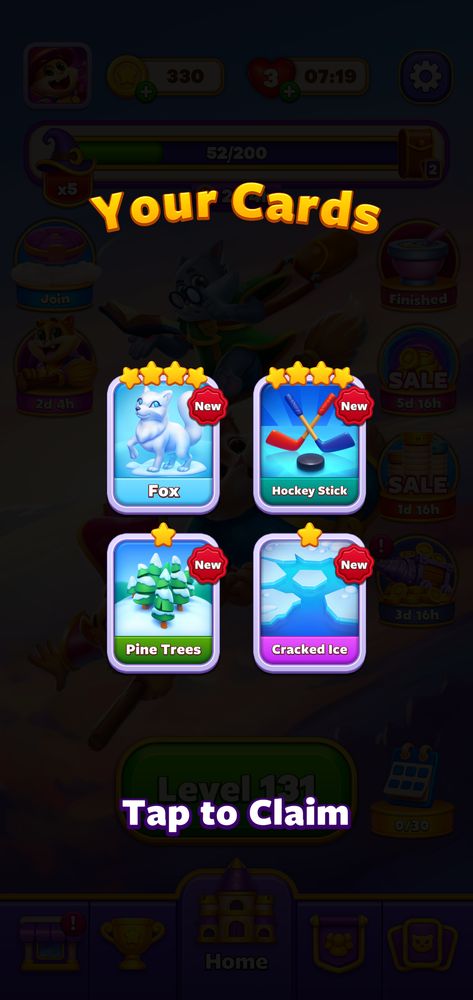 330
3
07:19
52/200
x5
2
Your Cards
Join
Finished
2d 4h
SALE
5d 16h
New
New
Fox
Hockey Stick
SALE
1d 16h
New
New
!
Pine Trees
Cracked Ice
3d 16h
Level 131
Tap to Claim
0/30
!
Home